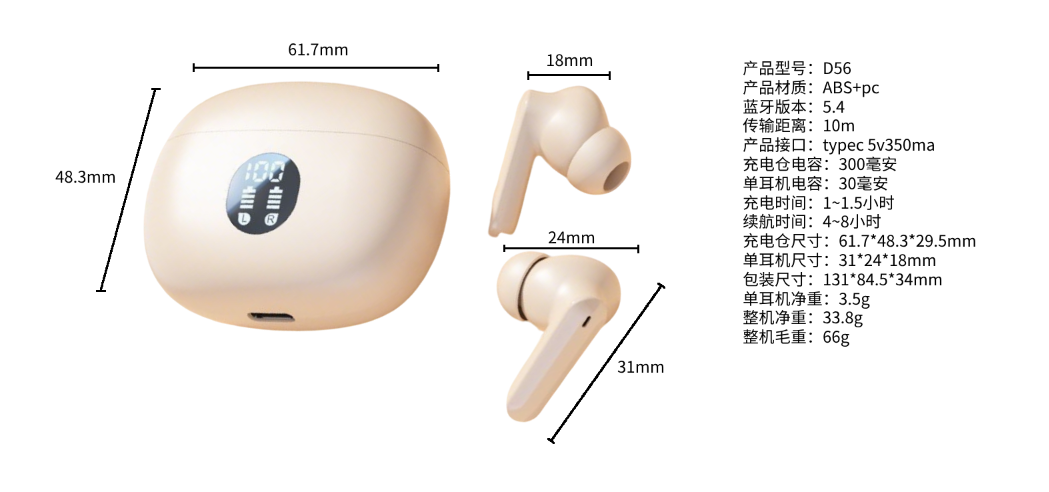 61.7mm
48.3mm
100
L R
18mm
24mm
31mm
产品型号：D56
产品材质：ABS+pc
蓝牙版本：5.4
传输距离：10m
产品接口：typec 5v350ma
充电仓电容：300毫安
单耳机电容：30毫安
充电时间：1~1.5小时
续航时间：4~8小时
充电仓尺寸：61.7*48.3*29.5mm
单耳机尺寸：31*24*18mm
包装尺寸：131*84.5*34mm
单耳机净重：3.5g
整机净重：33.8g
整机毛重：66g